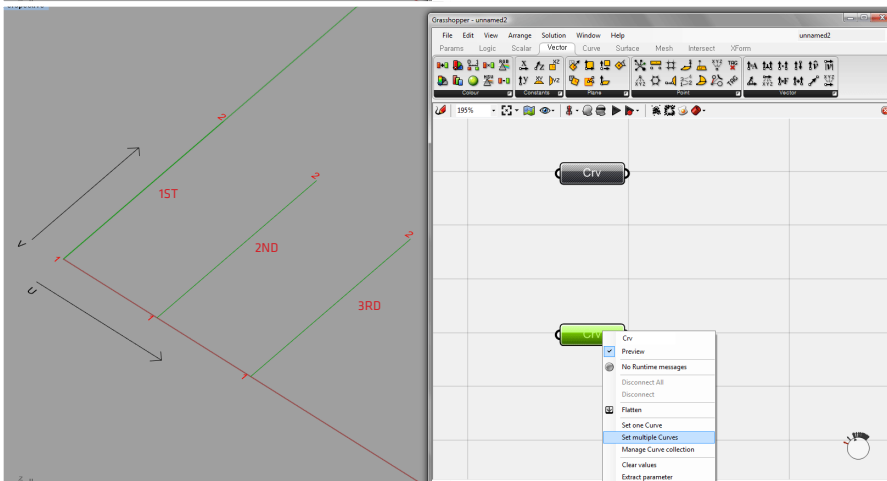 Grasshopper - unnamed2
File Edit View Arrange Solution Window Help unnamed2
Params Logic Scalar Vector Curve Surface Mesh Intersect XForm
Colour Constants Plane Point Vector
195%
Crv
Crv
Crv
Preview
No Runtime messages
Disconnect All
Disconnect
Flatten
Set one Curve
Set multiple Curves
Manage Curve collection
Clear values
Extract parameter
2
2
1ST
2
2ND
1
3RD
1
1
V
U